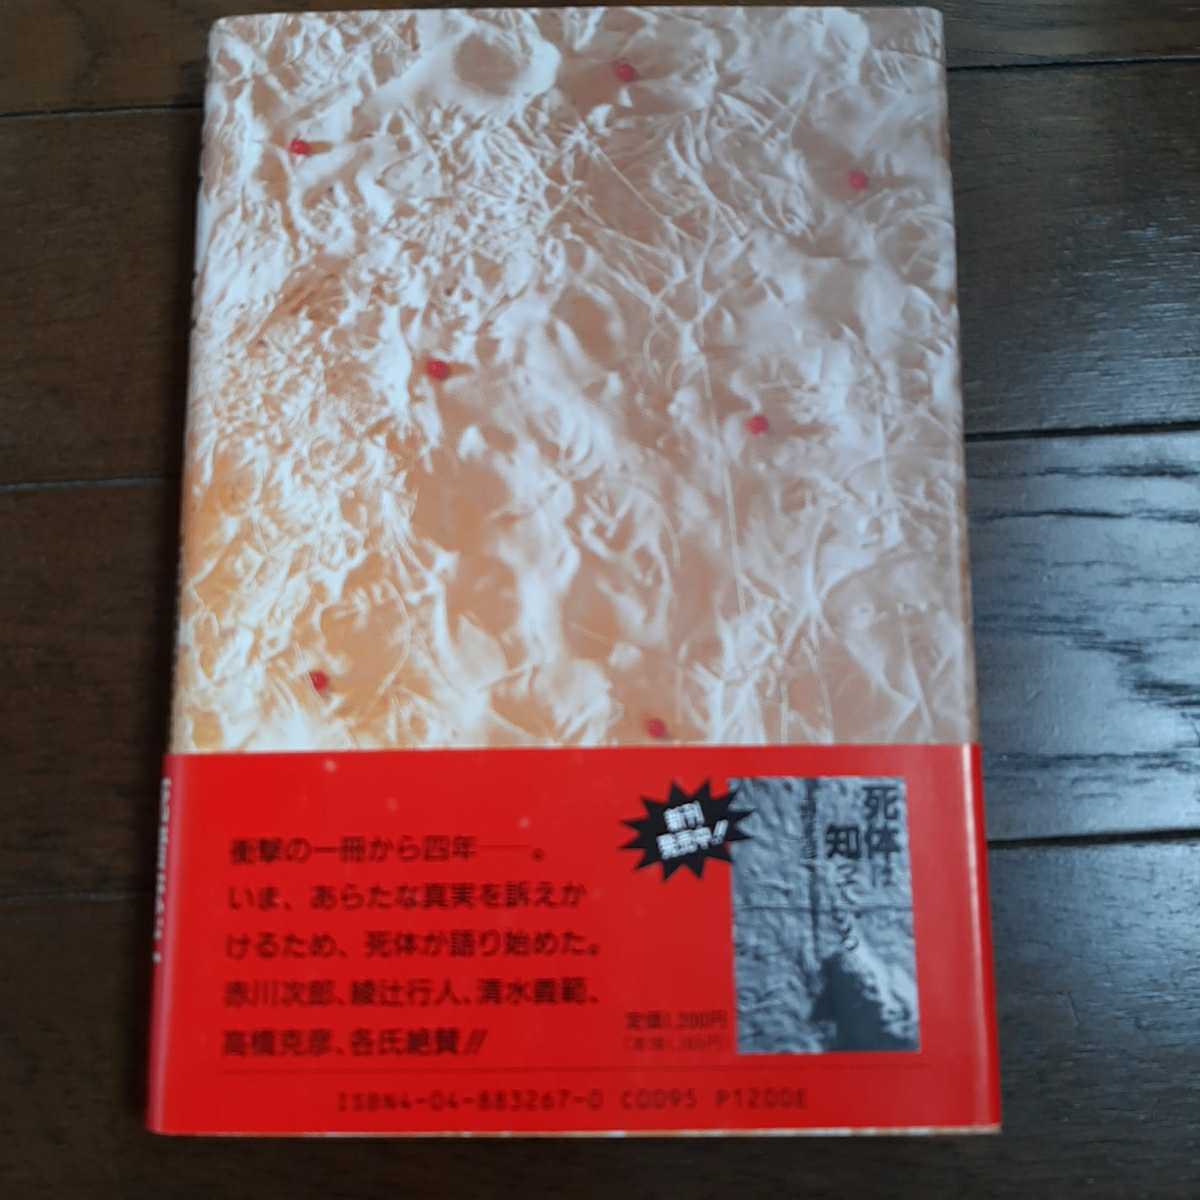 衝撃の一冊から四年――。
いま、あらたな真実を訴えか
けるため、死体が語り始めた。
赤川次郎、綾辻行人、清水義範、
高橋克彦、各氏絶賛!!
新刊
発売中!!
死体は
知っている
定価1,200円
ISBN4-04-883267-0 C0095 P1200E